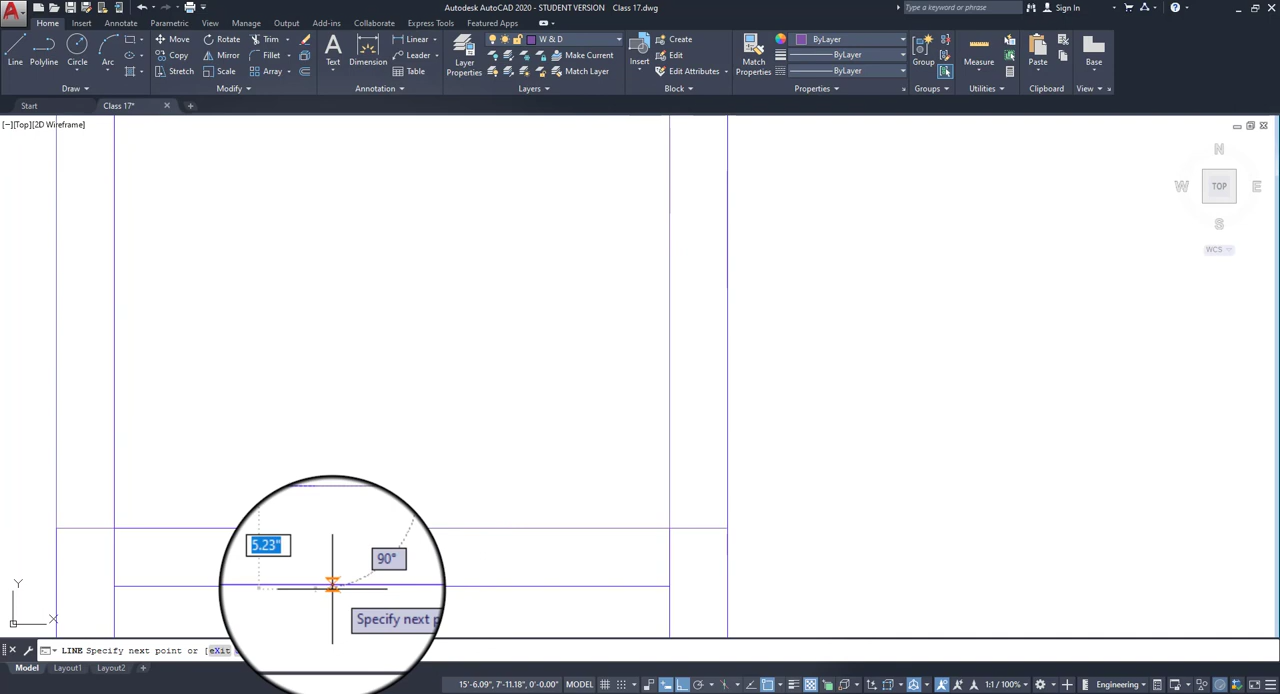 Autodesk AutoCAD 2020 - STUDENT VERSION Class 17.dwg
Type a keyword or phrase
Sign In
Home Insert Annotate Parametric View Manage Output Add-ins Collaborate Express Tools Featured Apps
Line Polyline Circle Arc
Move Rotate Trim
Copy Mirror Fillet
Stretch Scale Array
Text Dimension
Linear
Leader
Table
Layer Properties
W & D
Make Current
Match Layer
Insert
Create
Edit
Edit Attributes
Match Properties
ByLayer
ByLayer
ByLayer
Group
Measure
Paste
Base
Draw Modify Annotation Layers Block Properties Groups Utilities Clipboard View
Start Class 17*
[−][Top][2D Wireframe]
N
W TOP E
S
WCS
5.23"
90°
Specify next
Y
X
LINE Specify next point or [eXit
Model Layout1 Layout2
15'-6.09", 7'-11.18", 0'-0.00" MODEL 1:1 / 100% Engineering